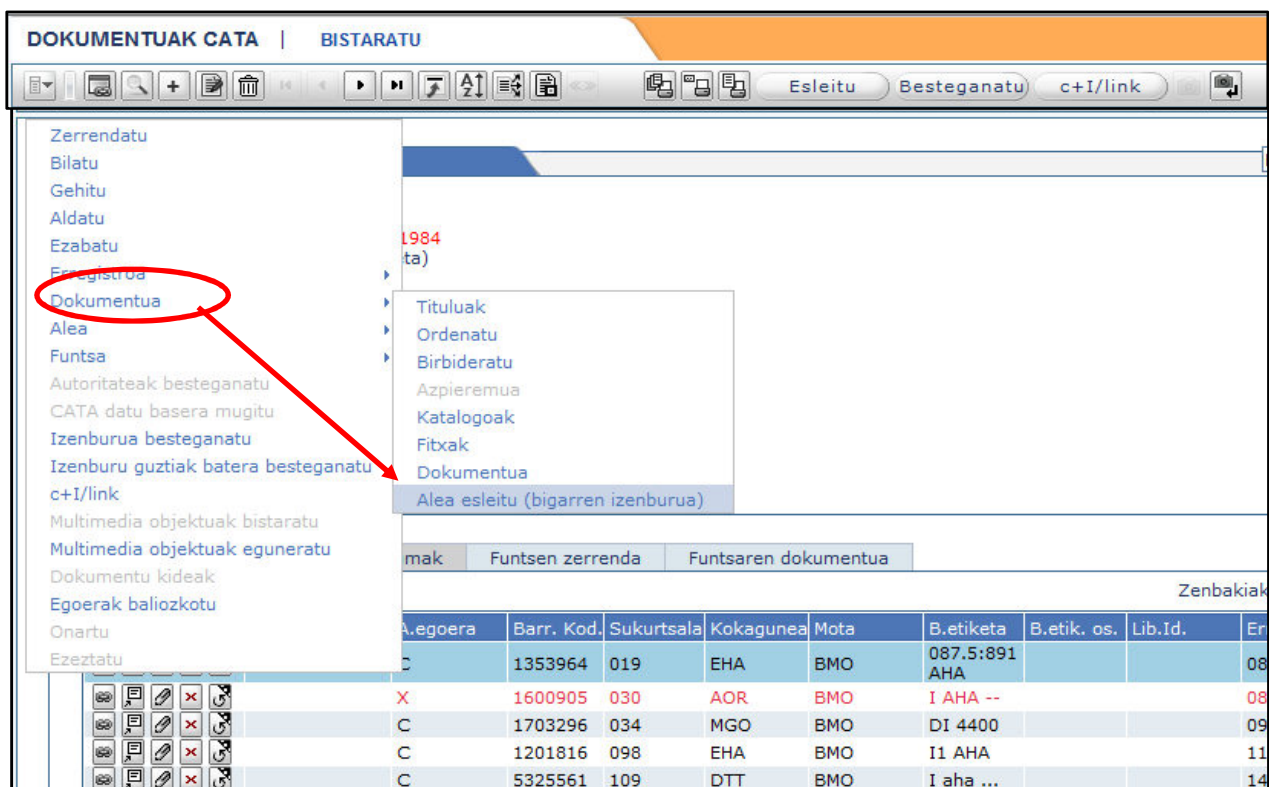 DOKUMENTUAK CATA | BISTARATU
Esleitu Besteganatu c+I/link
Zerrendatu
Bilatu
Gehitu
Aldatu
1984
Ezabatu
ta)
Erregistroa
Dokumentua
Alea
Funtsa
Autoritateak besteganatu
CATA datu basera mugitu
Izenburua besteganatu
Izenburu guztiak batera besteganatu
c+I/link
Multimedia objektuak bistaratu
Multimedia objektuak eguneratu
Dokumentu kideak
Egoerak baliozkotu
Onartu
Ezeztatu
Tituluak
Ordenatu
Birbideratu
Azpieremua
Katalogoak
Fitxak
Dokumentua
Alea esleitu (bigarren izenburua)
mak Funtsen zerrenda Funtsaren dokumentua
Zenbakiak
A.egoera Barr. Kod. Sukurtsala Kokagunea Mota B.etiketa B.etik. os. Lib.Id. Er
C 1353964 019 EHA BMO 087.5:891 AHA 08
X 1600905 030 AOR BMO I AHA -- 08
C 1703296 034 MGO BMO DI 4400 09
C 1201816 098 EHA BMO I1 AHA 11
C 5325561 109 DTT BMO I aha ... 14